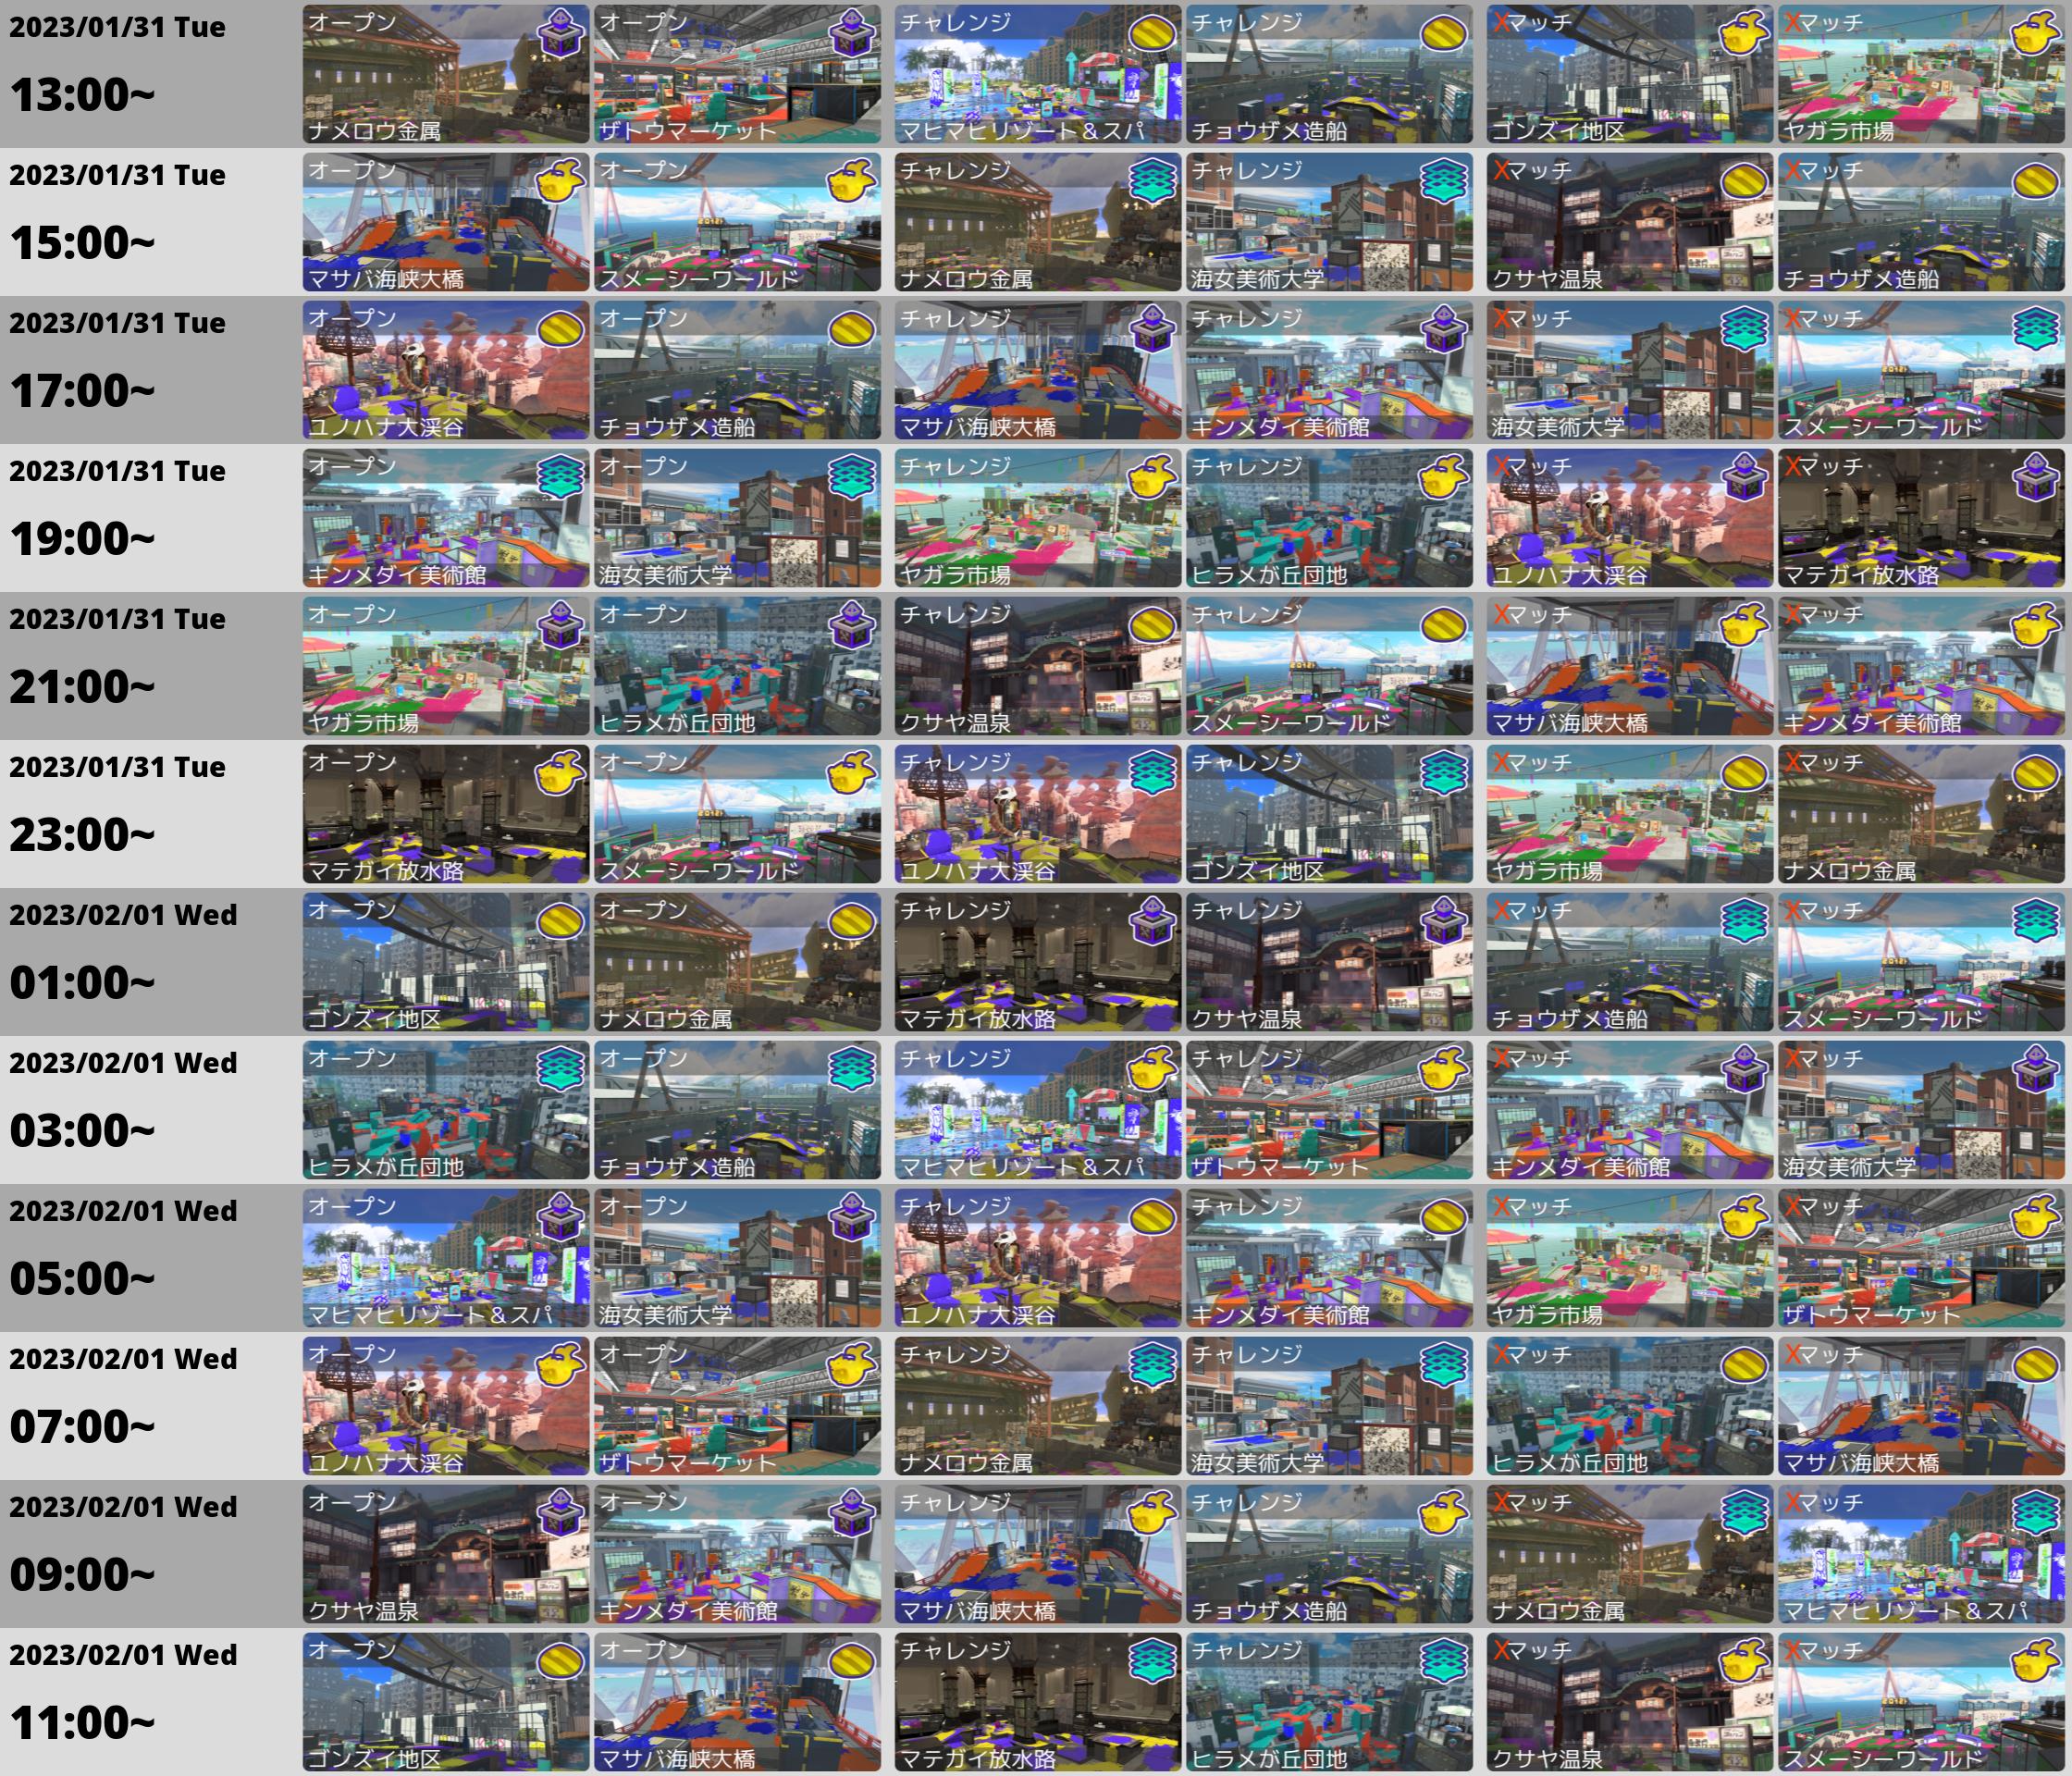 2023/01/31 Tue
13:00~
オープン
ナメロウ金属
オープン
ザトウマーケット
チャレンジ
マヒマヒリゾート＆スパ
チャレンジ
チョウザメ造船
Xマッチ
ゴンズイ地区
Xマッチ
ヤガラ市場
2023/01/31 Tue
15:00~
オープン
マサバ海峡大橋
オープン
スメーシーワールド
チャレンジ
ナメロウ金属
チャレンジ
海女美術大学
Xマッチ
クサヤ温泉
Xマッチ
チョウザメ造船
2023/01/31 Tue
17:00~
オープン
ユノハナ大渓谷
オープン
チョウザメ造船
チャレンジ
マサバ海峡大橋
チャレンジ
キンメダイ美術館
Xマッチ
海女美術大学
Xマッチ
スメーシーワールド
2023/01/31 Tue
19:00~
オープン
キンメダイ美術館
オープン
海女美術大学
チャレンジ
ヤガラ市場
チャレンジ
ヒラメが丘団地
Xマッチ
ユノハナ大渓谷
Xマッチ
マテガイ放水路
2023/01/31 Tue
21:00~
オープン
ヤガラ市場
オープン
ヒラメが丘団地
チャレンジ
クサヤ温泉
チャレンジ
スメーシーワールド
Xマッチ
マサバ海峡大橋
Xマッチ
キンメダイ美術館
2023/01/31 Tue
23:00~
オープン
マテガイ放水路
オープン
スメーシーワールド
チャレンジ
ユノハナ大渓谷
チャレンジ
ゴンズイ地区
Xマッチ
ヤガラ市場
Xマッチ
ナメロウ金属
2023/02/01 Wed
01:00~
オープン
ゴンズイ地区
オープン
ナメロウ金属
チャレンジ
マテガイ放水路
チャレンジ
クサヤ温泉
Xマッチ
チョウザメ造船
Xマッチ
スメーシーワールド
2023/02/01 Wed
03:00~
オープン
ヒラメが丘団地
オープン
チョウザメ造船
チャレンジ
マヒマヒリゾート＆スパ
チャレンジ
ザトウマーケット
Xマッチ
キンメダイ美術館
Xマッチ
海女美術大学
2023/02/01 Wed
05:00~
オープン
マヒマヒリゾート＆スパ
オープン
海女美術大学
チャレンジ
ユノハナ大渓谷
チャレンジ
キンメダイ美術館
Xマッチ
ヤガラ市場
Xマッチ
ザトウマーケット
2023/02/01 Wed
07:00~
オープン
ユノハナ大渓谷
オープン
ザトウマーケット
チャレンジ
ナメロウ金属
チャレンジ
海女美術大学
Xマッチ
ヒラメが丘団地
Xマッチ
マサバ海峡大橋
2023/02/01 Wed
09:00~
オープン
クサヤ温泉
オープン
キンメダイ美術館
チャレンジ
マサバ海峡大橋
チャレンジ
チョウザメ造船
Xマッチ
ナメロウ金属
Xマッチ
マヒマヒリゾート＆スパ
2023/02/01 Wed
11:00~
オープン
ゴンズイ地区
オープン
マサバ海峡大橋
チャレンジ
マテガイ放水路
チャレンジ
ヒラメが丘団地
Xマッチ
クサヤ温泉
Xマッチ
スメーシーワールド